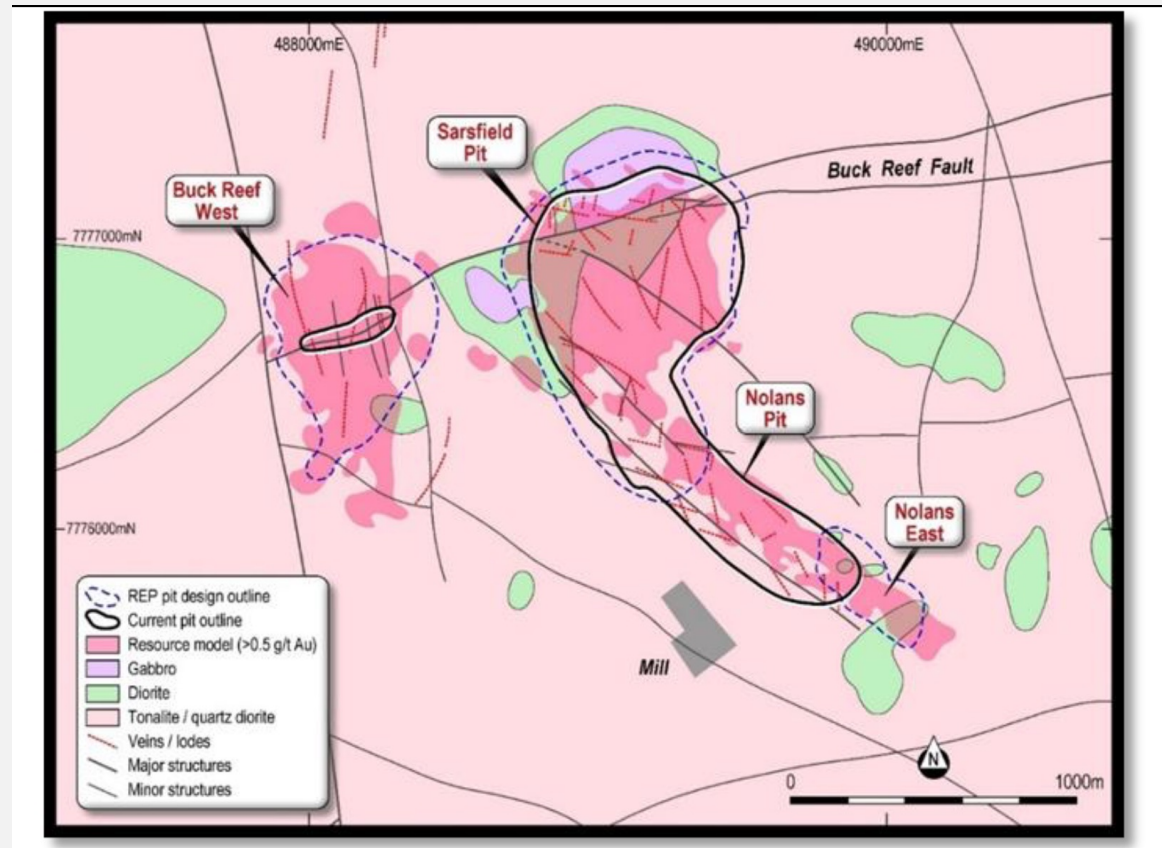 488000mE
490000mE
Sarsfield
Pit
Buck Reef Fault
Buck Reef
West
7777000mN
Nolans
Pit
Nolans
East
7776000mN
REP pit design outline
Current pit outline
Resource model (>0.5 g/t Au)
Gabbro
Diorite
Tonalite / quartz diorite
Veins / lodes
Major structures
Minor structures
Mill
N
0
1000m